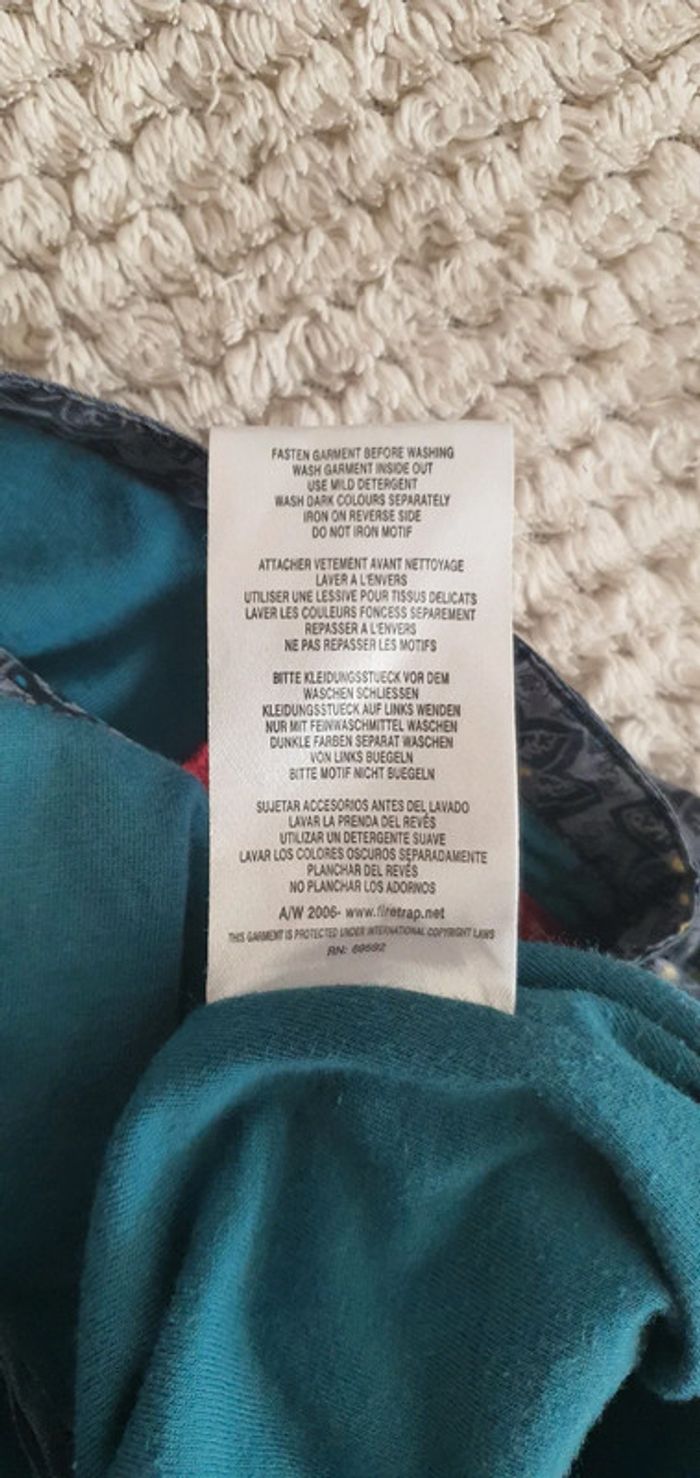 FASTEN GARMENT BEFORE WASHING
WASH GARMENT INSIDE OUT
USE MILD DETERGENT
WASH DARK COLOURS SEPARATELY
IRON ON REVERSE SIDE
DO NOT IRON MOTIF
ATTACHER VETEMENT AVANT NETTOYAGE
LAVER A L'ENVERS
UTILISER UNE LESSIVE POUR TISSUS DELICATS
LAVER LES COULEURS FONCESS SEPAREMENT
REPASSER A L'ENVERS
NE PAS REPASSER LES MOTIFS
BITTE KLEIDUNGSSTUECK VOR DEM
WASCHEN SCHLIESSEN
KLEIDUNGSSTUECK AUF LINKS WENDEN
NUR MIT FEINWASCHMITTEL WASCHEN
DUNKLE FARBEN SEPARAT WASCHEN
VON LINKS BUEGELN
BITTE MOTIF NICHT BUEGELN
SUJETAR ACCESORIOS ANTES DEL LAVADO
LAVAR LA PRENDA DEL REVÉS
UTILIZAR UN DETERGENTE SUAVE
LAVAR LOS COLORES OSCUROS SEPARADAMENTE
PLANCHAR DEL REVÉS
NO PLANCHAR LOS ADORNOS
A/W 2006- www.firetrap.net
THIS GARMENT IS PROTECTED UNDER INTERNATIONAL COPYRIGHT LAWS
RN: 69592